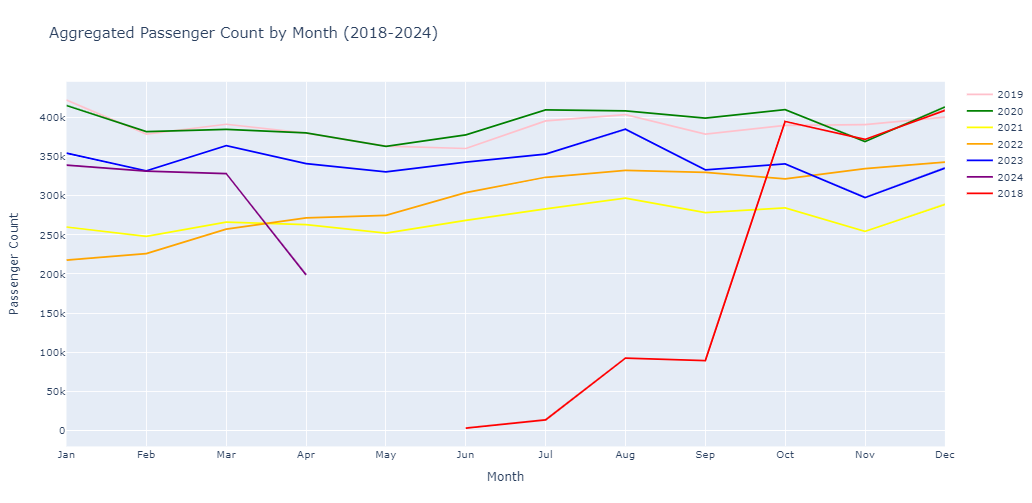 Aggregated Passenger Count by Month (2018-2024)
2019
2020
2021
2022
2023
2024
2018
Passenger Count
400k
350k
300k
250k
200k
150k
100k
50k
0
Jan Feb Mar Apr May Jun Jul Aug Sep Oct Nov Dec
Month